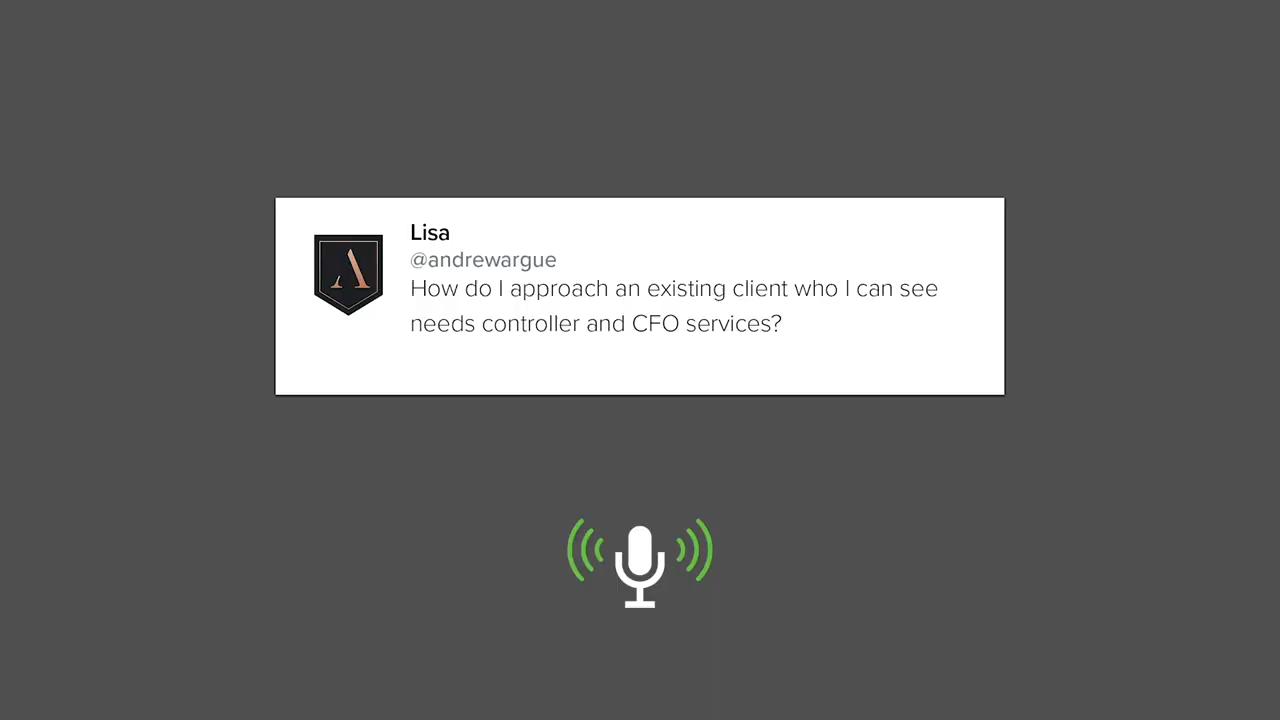 A
Lisa
@andrewargue
How do I approach an existing client who I can see
needs controller and CFO services?